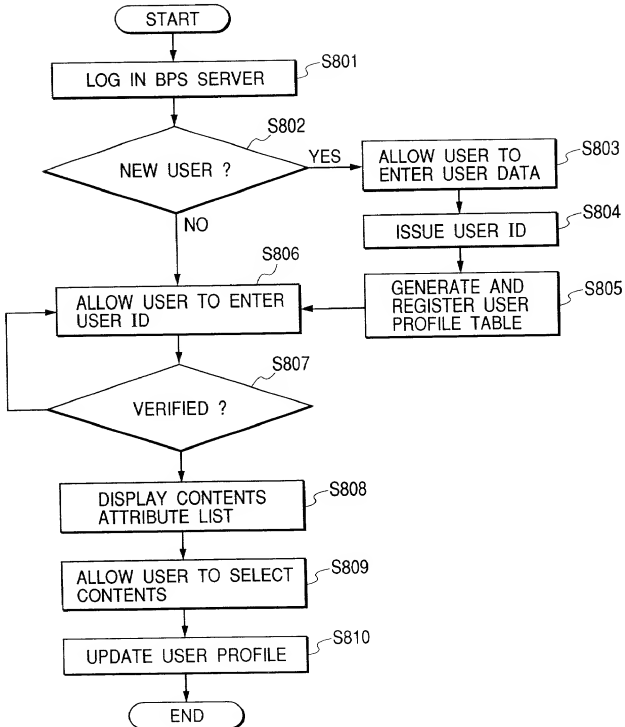 START
LOG IN BPS SERVER
S801
S802
NEW USER ?
YES
ALLOW USER TO
ENTER USER DATA
S803
NO
ISSUE USER ID
S804
GENERATE AND
REGISTER USER
PROFILE TABLE
S805
S806
ALLOW USER TO ENTER
USER ID
S807
VERIFIED ?
DISPLAY CONTENTS
ATTRIBUTE LIST
S808
ALLOW USER TO SELECT
CONTENTS
S809
UPDATE USER PROFILE
S810
END